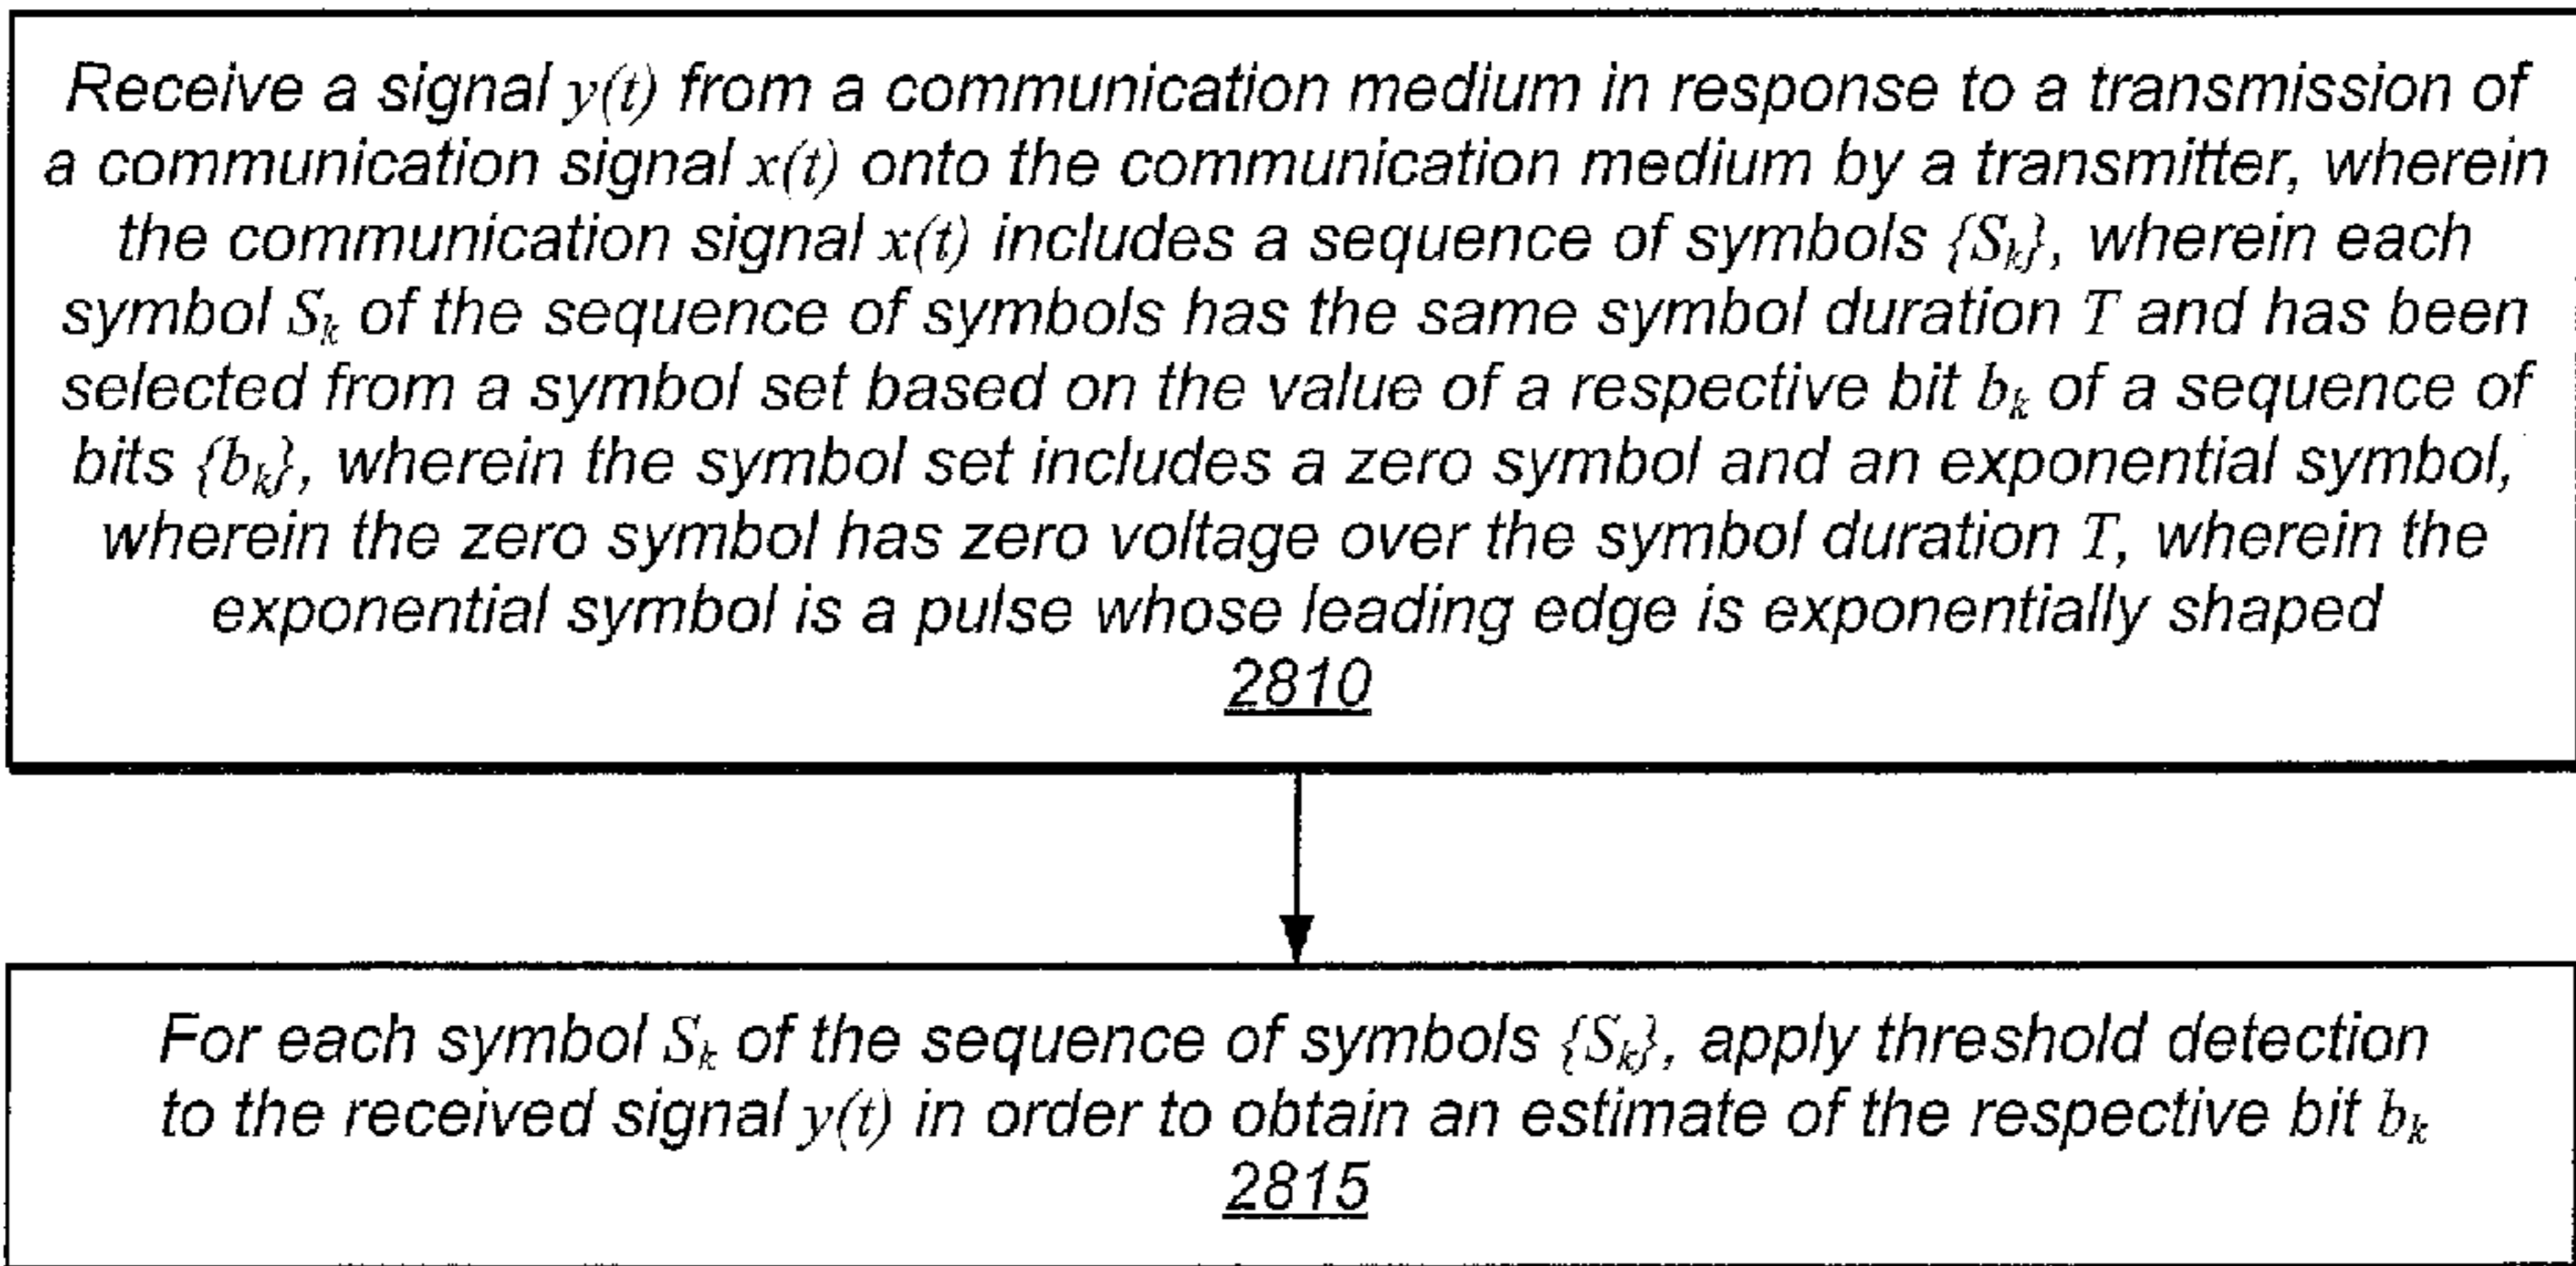 Receive a signal y(t) from a communication medium in response to a transmission of
a communication signal x(t) onto the communication medium by a transmitter, wherein
the communication signal x(t) includes a sequence of symbols {Sk}, wherein each
symbol Sk of the sequence of symbols has the same symbol duration T and has been
selected from a symbol set based on the value of a respective bit bk of a sequence of
bits {bk}, wherein the symbol set includes a zero symbol and an exponential symbol,
wherein the zero symbol has zero voltage over the symbol duration T, wherein the
exponential symbol is a pulse whose leading edge is exponentially shaped
2810
For each symbol Sk of the sequence of symbols {Sk}, apply threshold detection
to the received signal y(t) in order to obtain an estimate of the respective bit bk
2815